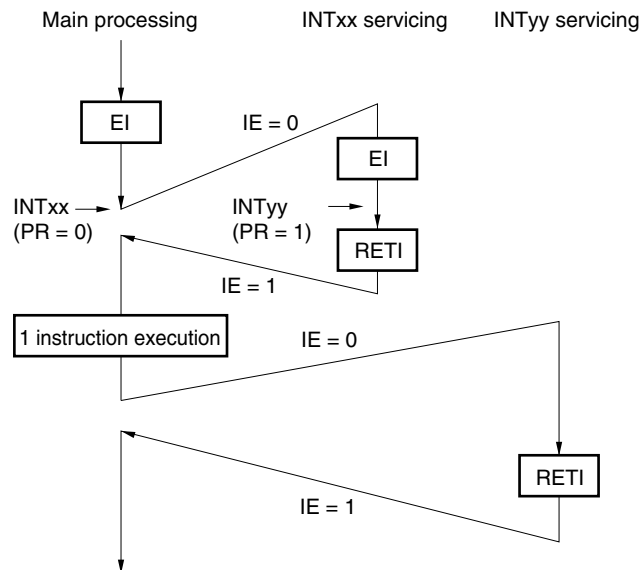 Main processing
INTxx servicing
INTyy servicing
EI
IE = 0
EI
INTxx
(PR = 0)
INTyy
(PR = 1)
RETI
IE = 1
1 instruction execution
IE = 0
RETI
IE = 1